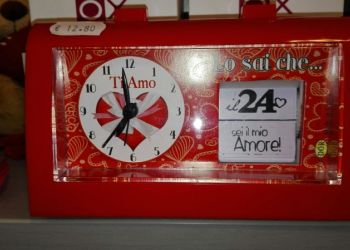 € 12.80
Ti Amo
12
1
2
3
4
5
6
7
8
9
10
11
Lo sai che...
il 24
sei il mio
Amore!